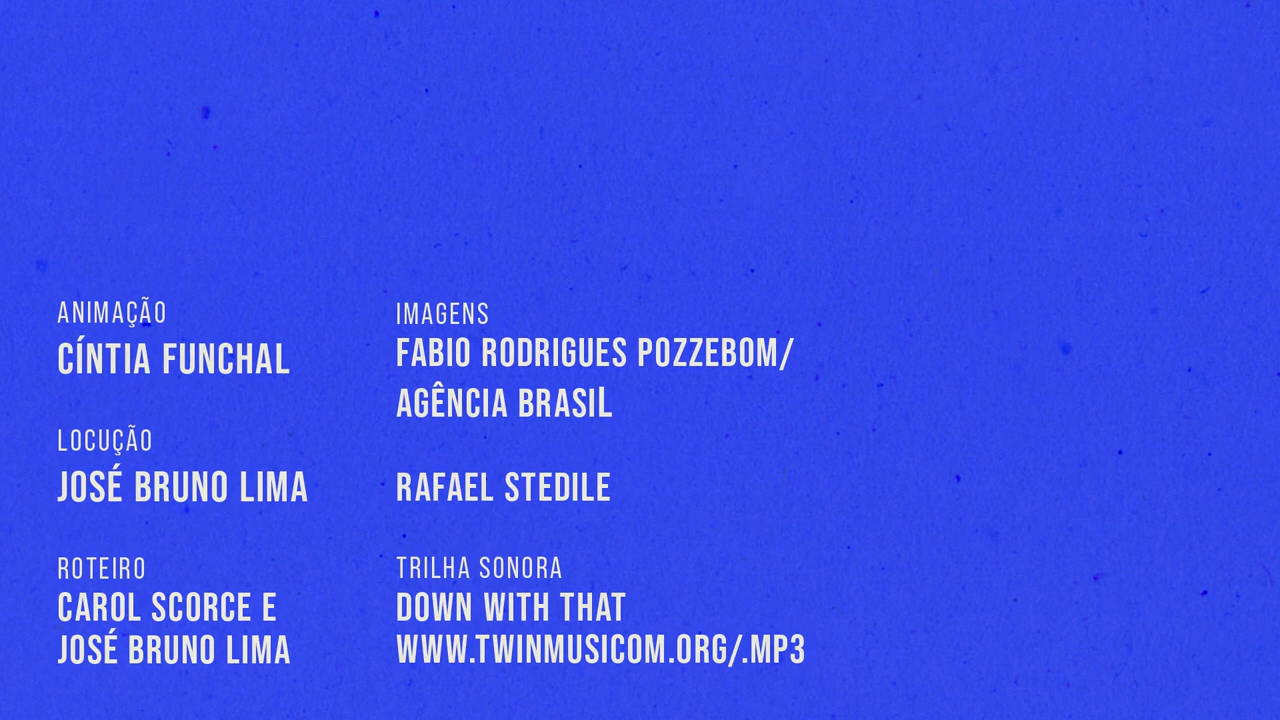 ANIMAÇÃO
CÍNTIA FUNCHAL
LOCUÇÃO
JOSÉ BRUNO LIMA
ROTEIRO
CAROL SCORCE E
JOSÉ BRUNO LIMA
IMAGENS
FABIO RODRIGUES POZZEBOM/
AGÊNCIA BRASIL
RAFAEL STEDILE
TRILHA SONORA
DOWN WITH THAT
WWW.TWINMUSICOM.ORG/.MP3